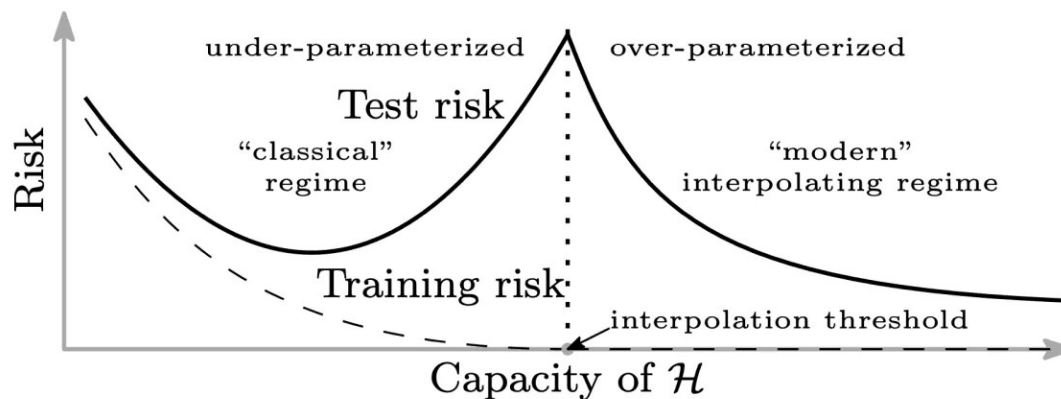 under-parameterized
over-parameterized
Test risk
“classical”
regime
“modern”
interpolating regime
Risk
Training risk
interpolation threshold
Capacity of ℋ